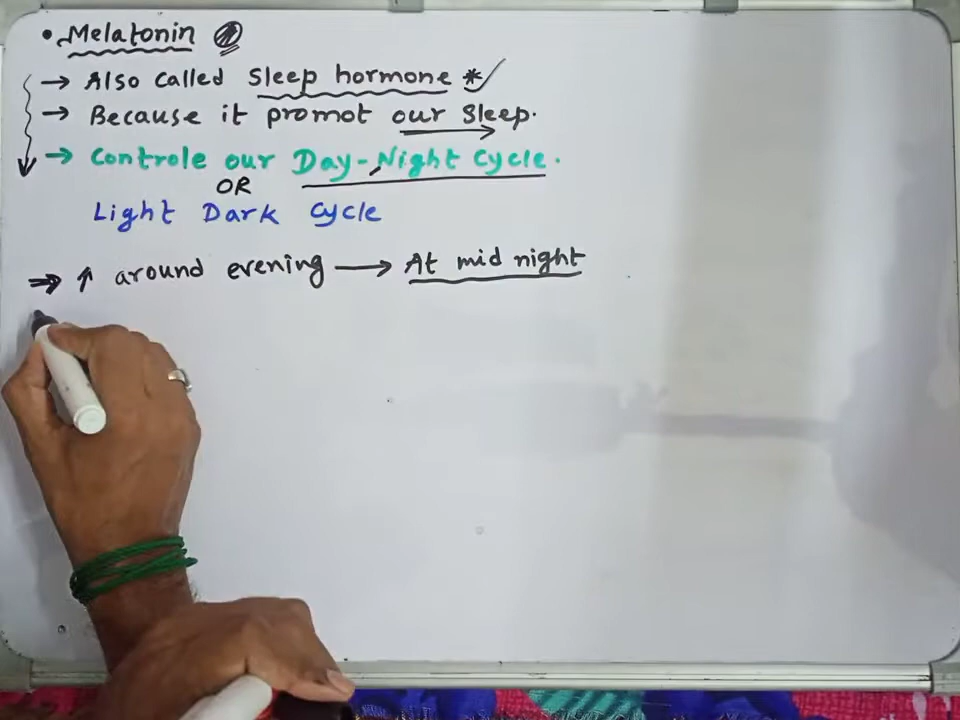 • Melatonin
→ Also called Sleep hormone *✓
→ Because it promot our Sleep.
→ Controle our Day-Night Cycle.
OR
Light Dark Cycle
⇒ ↑ around evening → At mid night